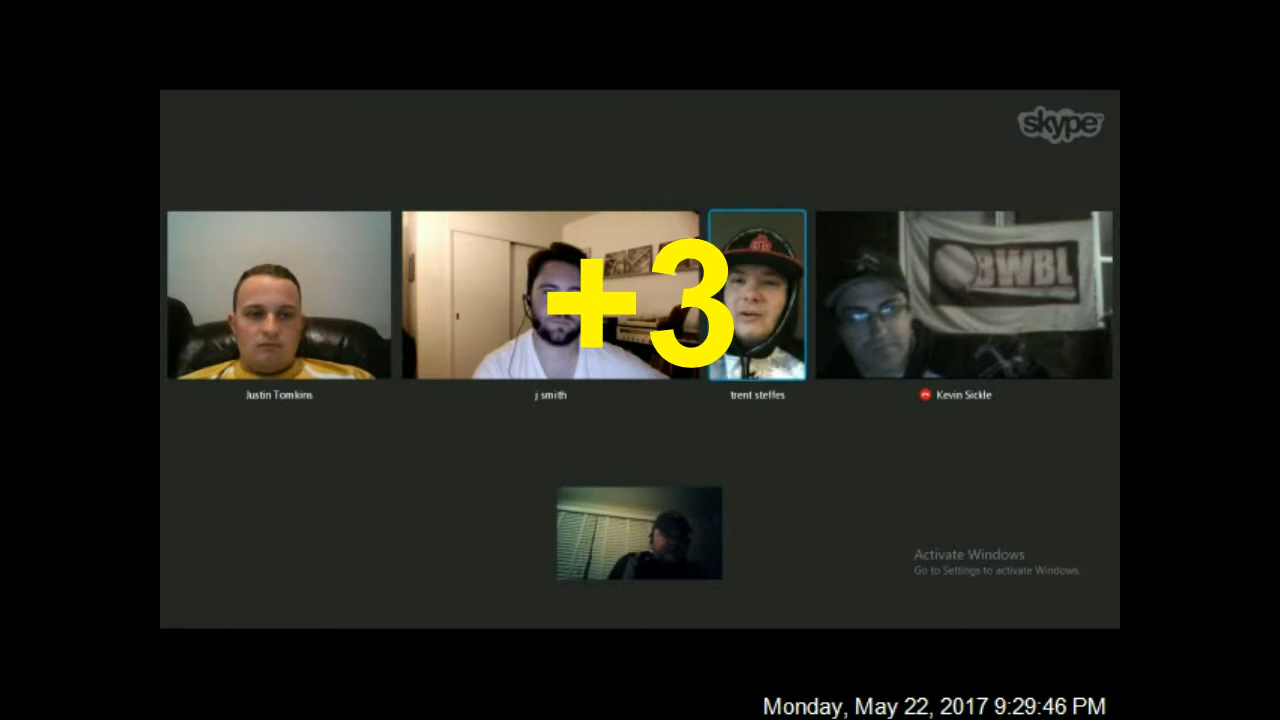 skype
BWBL
+3
Justin Tomkins
j smith
trent steffes
Kevin Sickle
Activate Windows
Go to Settings to activate Windows.
Monday, May 22, 2017 9:29:46 PM